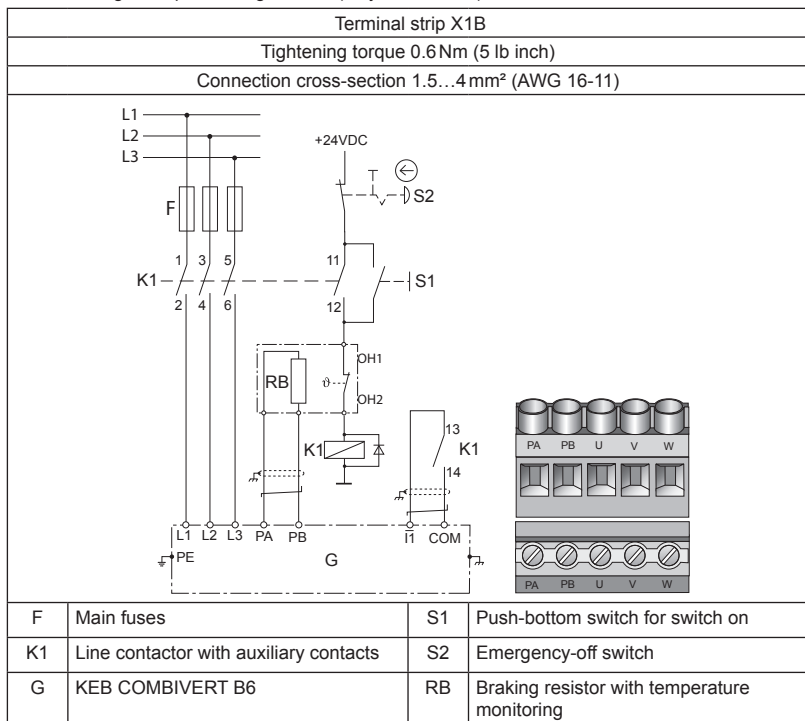 Terminal strip X1B
Tightening torque 0.6 Nm (5 lb inch)
Connection cross-section 1.5…4 mm² (AWG 16-11)
L1
L2
L3
+24VDC
S2
F
1 3 5
K1
2 4 6
11
S1
12
OH1
RB
ϑ
OH2
K1
13
K1
14
L1 L2 L3 PA PB I1 COM
PE
G
PA PB U V W
PA PB U V W
F Main fuses S1 Push-bottom switch for switch on
K1 Line contactor with auxiliary contacts S2 Emergency-off switch
G KEB COMBIVERT B6 RB Braking resistor with temperature
monitoring